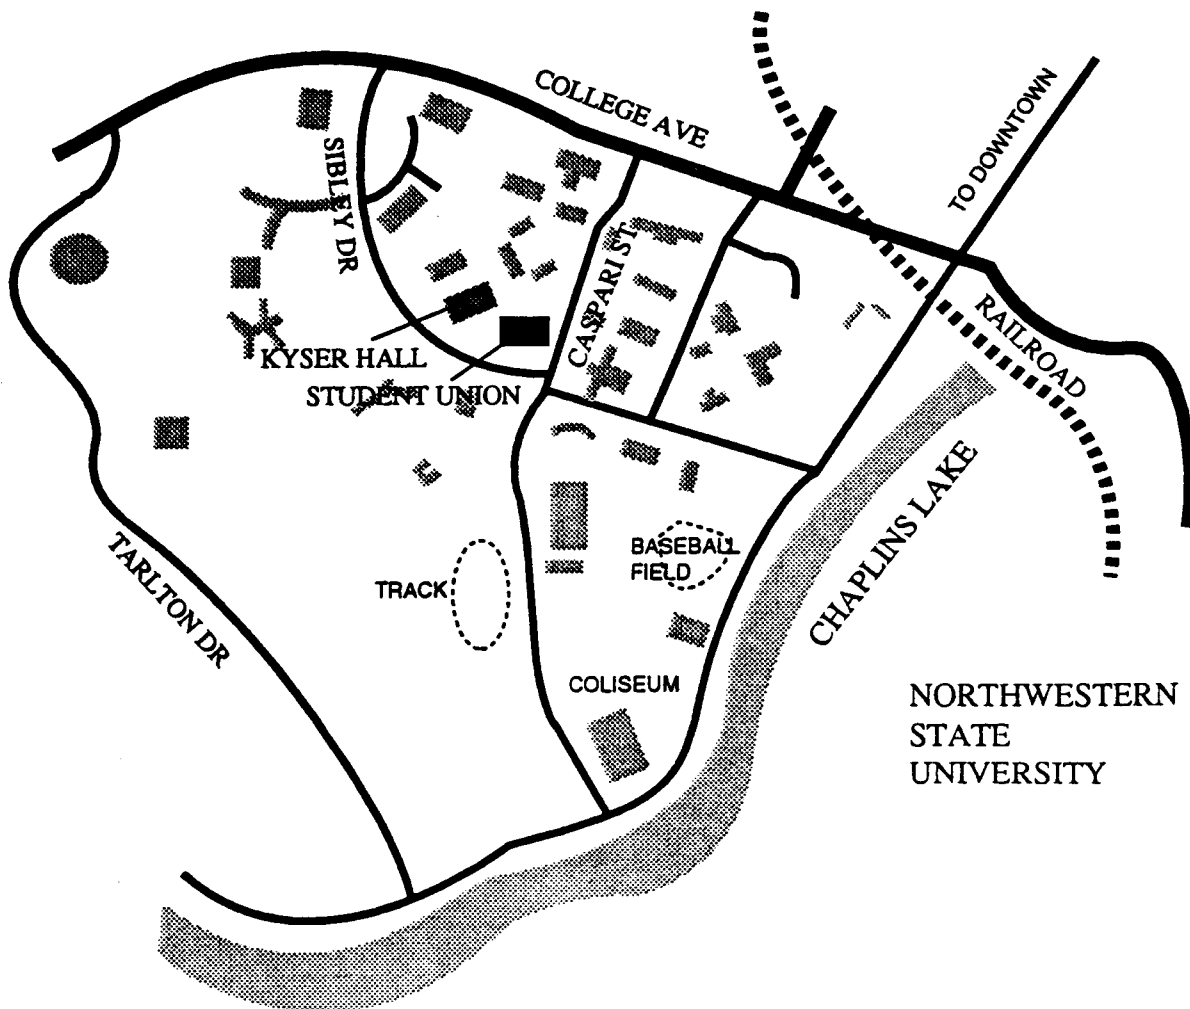 COLLEGE AVE
TO DOWNTOWN
SIBLEY DR
CASPARI ST
RAILROAD
KYSER HALL
STUDENT UNION
CHAPLINS LAKE
BASEBALL
FIELD
TRACK
TARLTON DR
COLISEUM
NORTHWESTERN
STATE
UNIVERSITY